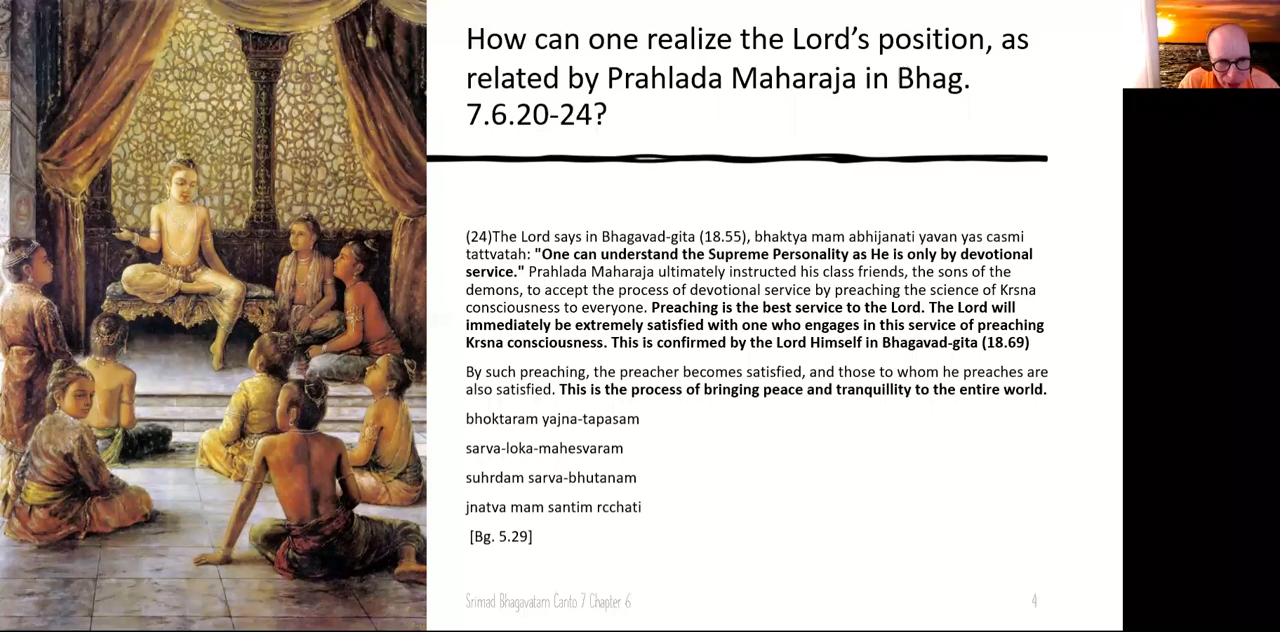 How can one realize the Lord’s position, as
related by Prahlada Maharaja in Bhag.
7.6.20-24?
(24)The Lord says in Bhagavad-gita (18.55), bhaktya mam abhijanati yavan yas casmi
tattvatah: "One can understand the Supreme Personality as He is only by devotional
service." Prahlada Maharaja ultimately instructed his class friends, the sons of the
demons, to accept the process of devotional service by preaching the science of Krsna
consciousness to everyone. Preaching is the best service to the Lord. The Lord will
immediately be extremely satisfied with one who engages in this service of preaching
Krsna consciousness. This is confirmed by the Lord Himself in Bhagavad-gita (18.69)
By such preaching, the preacher becomes satisfied, and those to whom he preaches are
also satisfied. This is the process of bringing peace and tranquillity to the entire world.
bhoktaram yajna-tapasam
sarva-loka-mahesvaram
suhrdam sarva-bhutanam
jnatva mam santim rcchati
[Bg. 5.29]
Srimad Bhagavatam Canto 7 Chapter 6
4